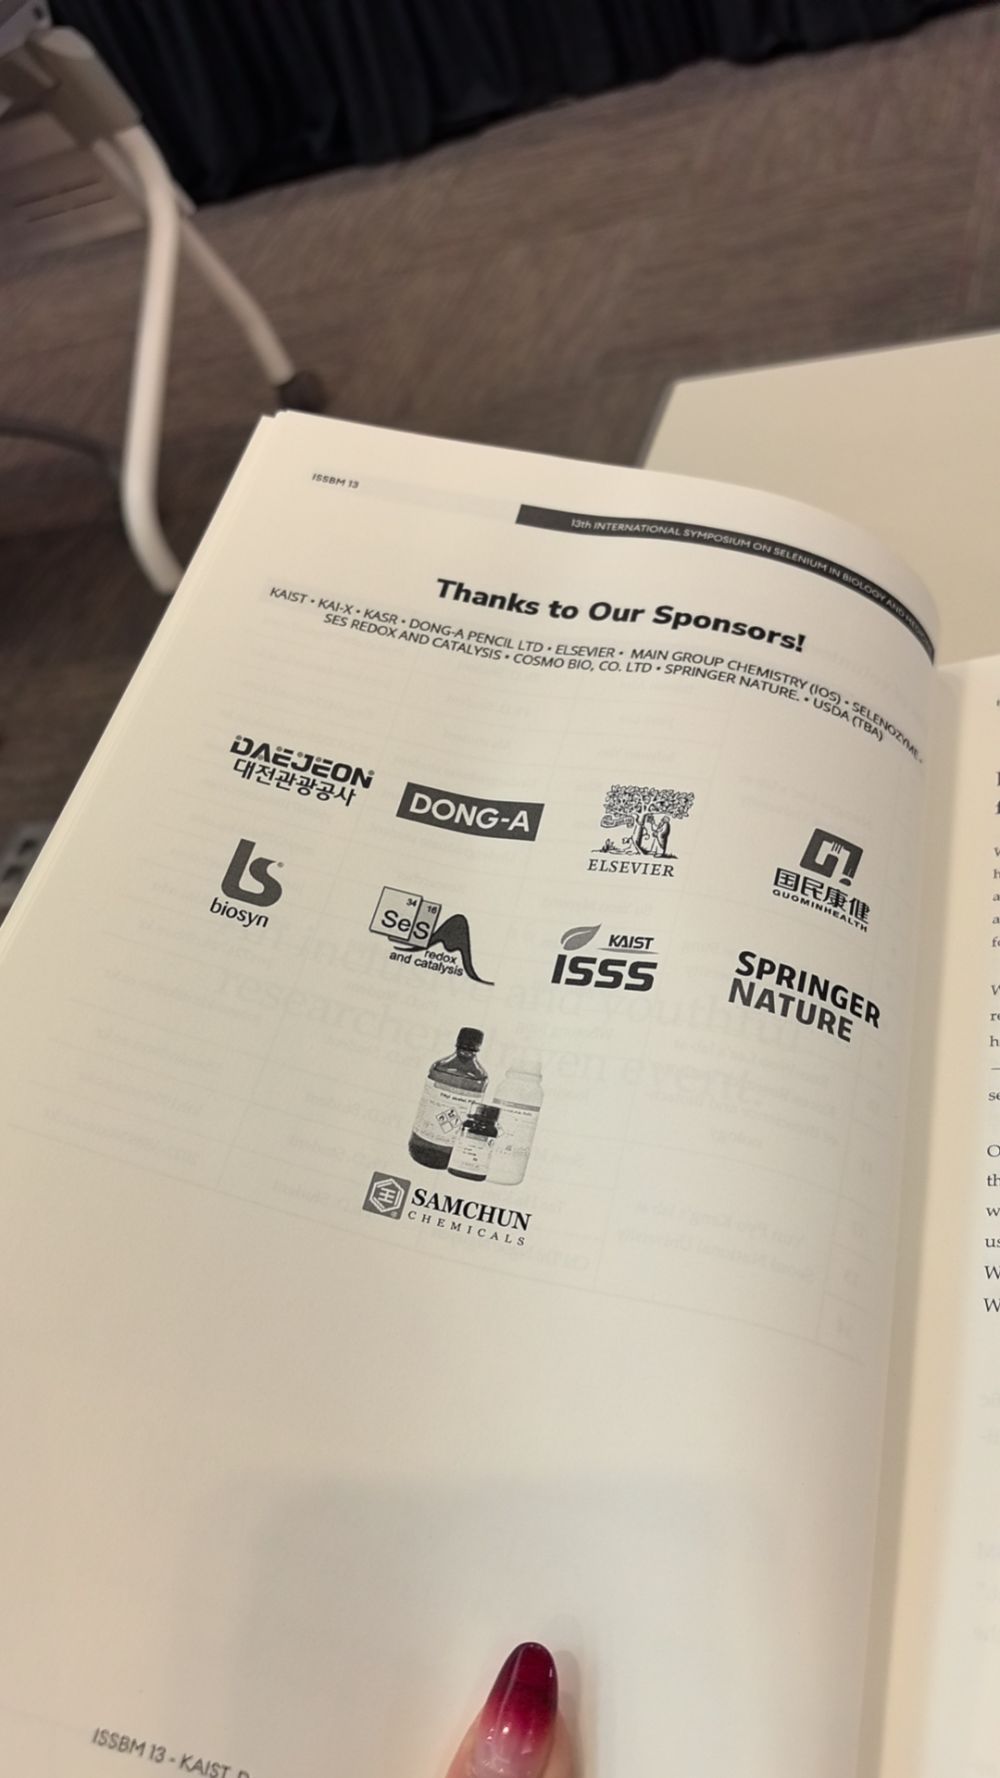 ISSBM 13
13th INTERNATIONAL SYMPOSIUM ON SELENIUM IN BIOLOGY AND
Thanks to Our Sponsors!
KAIST • KAI-X • KASR • DONG-A PENCIL LTD • ELSEVIER • MAIN GROUP CHEMISTRY (IOS) • SELENOZYME •
SES REDOX AND CATALYSIS • COSMO BIO, CO. LTD • SPRINGER NATURE. • USDA (TBA)
DAEJEON
대전관광공사
DONG-A
ELSEVIER
国民康健
GUOMINHEALTH
biosyn
34 16
Se S
redox
and catalysis
KAIST
ISSS
SPRINGER
NATURE
SAMCHUN
CHEMICALS
ISSBM 13 - KAIST